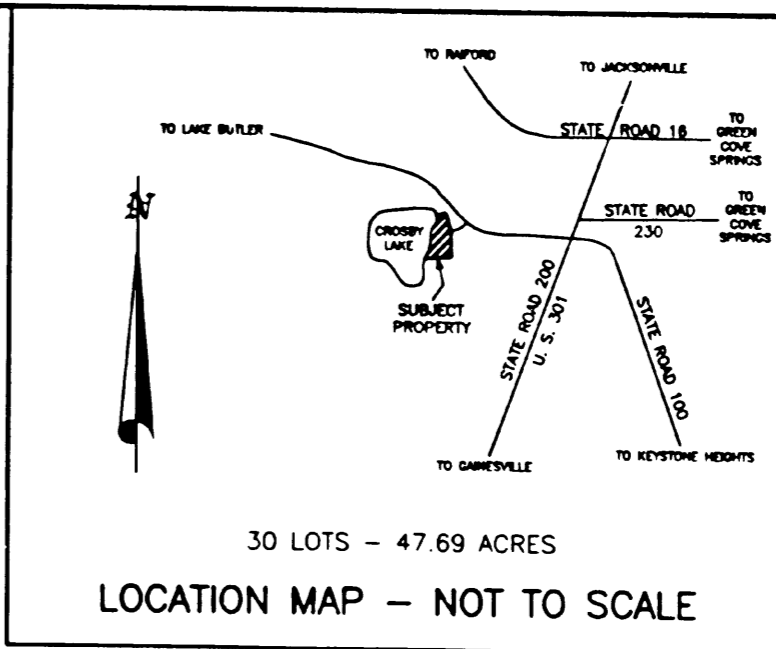 TO RAIFORD
TO JACKSONVILLE
TO LAKE BUTLER
STATE ROAD 16
TO
GREEN
COVE
SPRINGS
N
CROSBY
LAKE
STATE ROAD
230
TO
GREEN
COVE
SPRINGS
SUBJECT
PROPERTY
STATE ROAD 200
U. S. 301
STATE ROAD 100
TO GAINESVILLE
TO KEYSTONE HEIGHTS
30 LOTS - 47.69 ACRES
LOCATION MAP - NOT TO SCALE